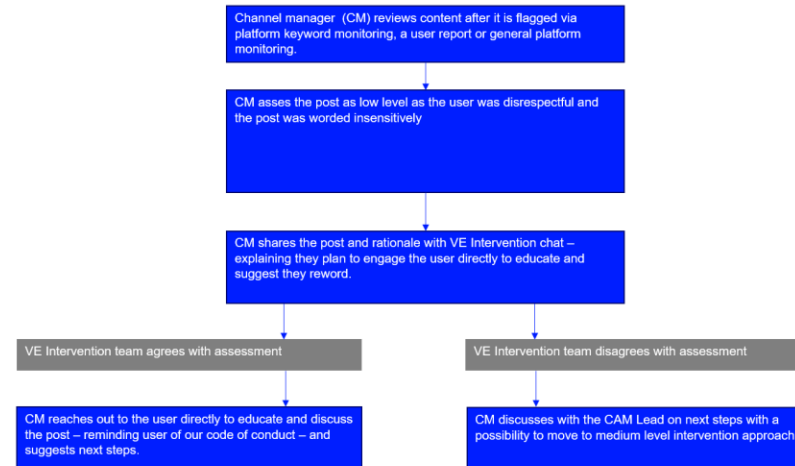 Channel manager  (CM) reviews content after it is flagged via
platform keyword monitoring, a user report or general platform
monitoring.
CM asses the post as low level as the user was disrespectful and
the post was worded insensitively
CM shares the post and rationale with VE Intervention chat –
explaining they plan to engage the user directly to educate and
suggest they reword.
VE Intervention team agrees with assessment
VE Intervention team disagrees with assessment
CM reaches out to the user directly to educate and discuss
the post – reminding user of our code of conduct – and
suggests next steps.
CM discusses with the CAM Lead on next steps with a
possibility to move to medium level intervention approach